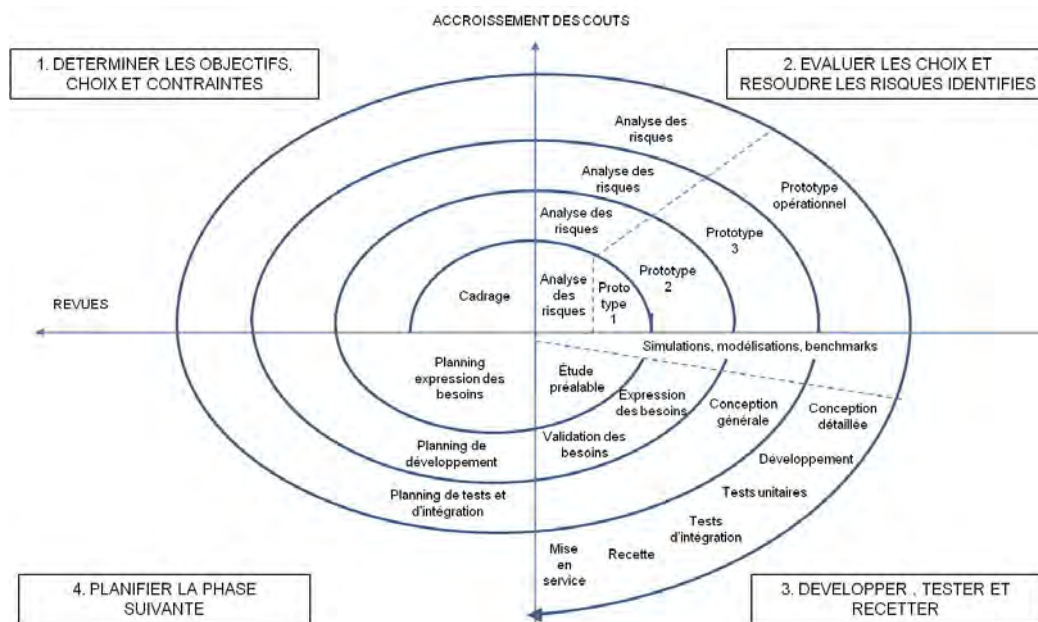 ACCROISSEMENT DES COUTS
1. DETERMINER LES OBJECTIFS,
CHOIX ET CONTRAINTES
2. EVALUER LES CHOIX ET
RESOUDRE LES RISQUES IDENTIFIES
Analyse des
risques
Analyse des
risques
Prototype
opérationnel
Analyse des
risques
Prototype
3
Prototype
2
Cadrage
Analyse
des
risques
Proto
type
1
REVUES
Simulations, modélisations, benchmarks
Planning
expression des
besoins
Étude
préalable
Expression
des besoins
Conception
générale
Conception
détaillée
Planning de
développement
Validation des
besoins
Développement
Planning de tests et
d'intégration
Tests unitaires
Tests
d'intégration
Recette
Mise
en
service
4. PLANIFIER LA PHASE
SUIVANTE
3. DEVELOPPER , TESTER ET
RECETTER